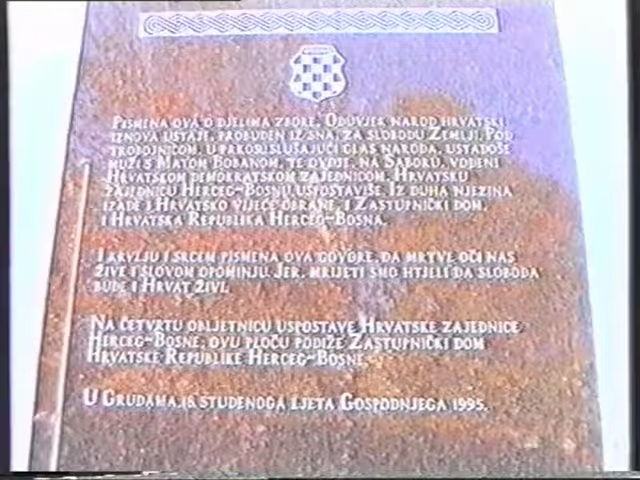 PISMENA OVA O DJELIMA ZBORE. ODUVJEK NAROD HRVATSKI
IZNOVA USTAJE, PROBUĐEN IZ SNA, ZA SLOBODU ZEMLJI. POD
TROBOJNICOM, U PRKOS, SLUŠAJUĆI GLAS NARODA, USTADOŠE
MUŽI S MATOM BOBANOM, TE OVDJE, NA SABORU, VOĐENI
HRVATSKOM DEMOKRATSKOM ZAJEDNICOM, HRVATSKU
ZAJEDNICU HERCEG-BOSNU USPOSTAVIŠE. IZ DUHA NJEZINA
IZAĐE I HRVATSKO VIJEĆE OBRANE, I ZASTUPNIČKI DOM,
I HRVATSKA REPUBLIKA HERCEG-BOSNA.
I KRVLJU I SRCEM PISMENA OVA GOVORE, DA MRTVE OČI NAS
ŽIVE I SLOVOM OPOMINJU. JER, MRIJETI SMO HTJELI DA SLOBODA
BUDE I HRVAT ŽIVI.
NA ČETVRTU OBLJETNICU USPOSTAVE HRVATSKE ZAJEDNICE
HERCEG-BOSNE, OVU PLOČU PODIŽE ZASTUPNIČKI DOM
HRVATSKE REPUBLIKE HERCEG-BOSNE.
U GRUDAMA, 18. STUDENOGA LJETA GOSPODNJEGA 1995.